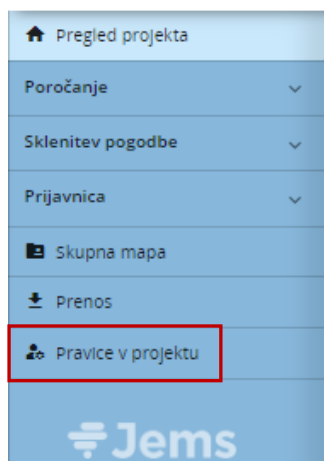 Pregled projekta
Poročanje
Sklenitev pogodbe
Prijavnica
Skupna mapa
Prenos
Pravice v projektu
Jems